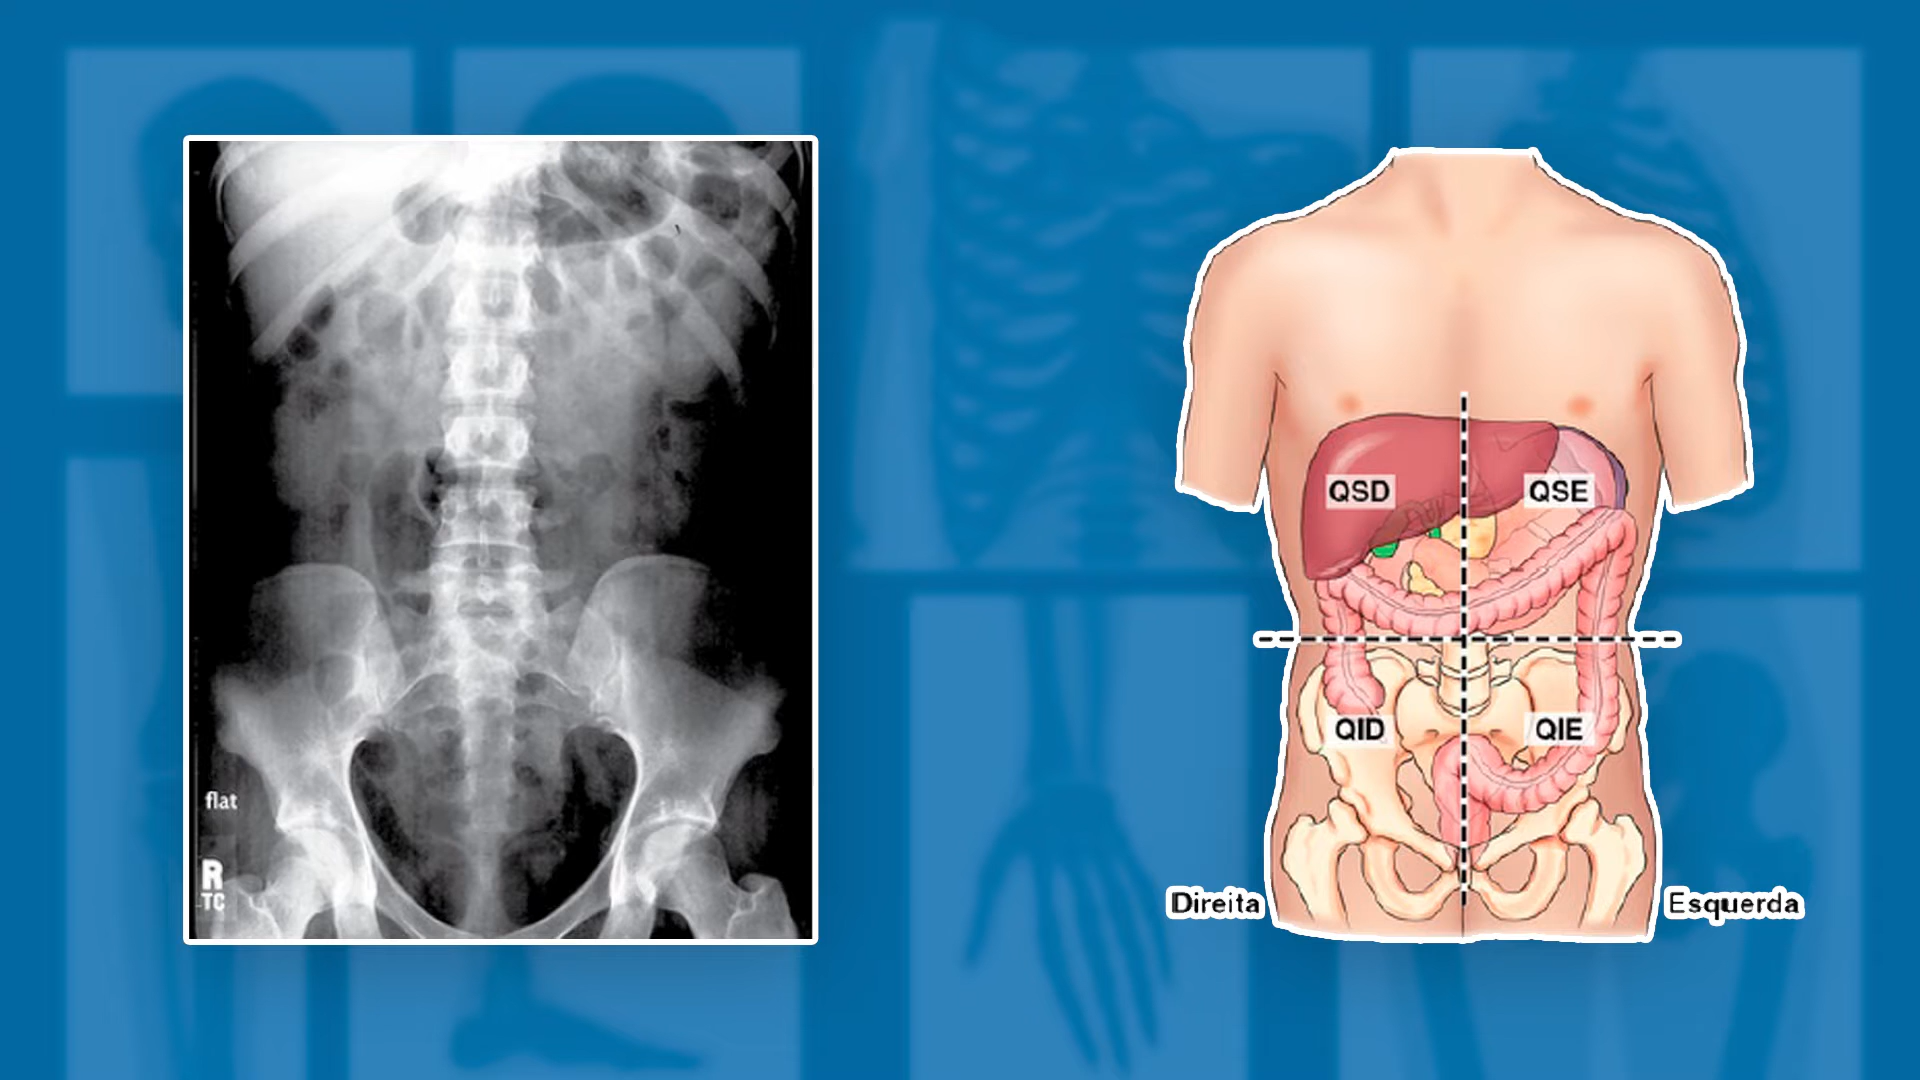 flat
R
TC
QSD
QSE
QID
QIE
Direita
Esquerda